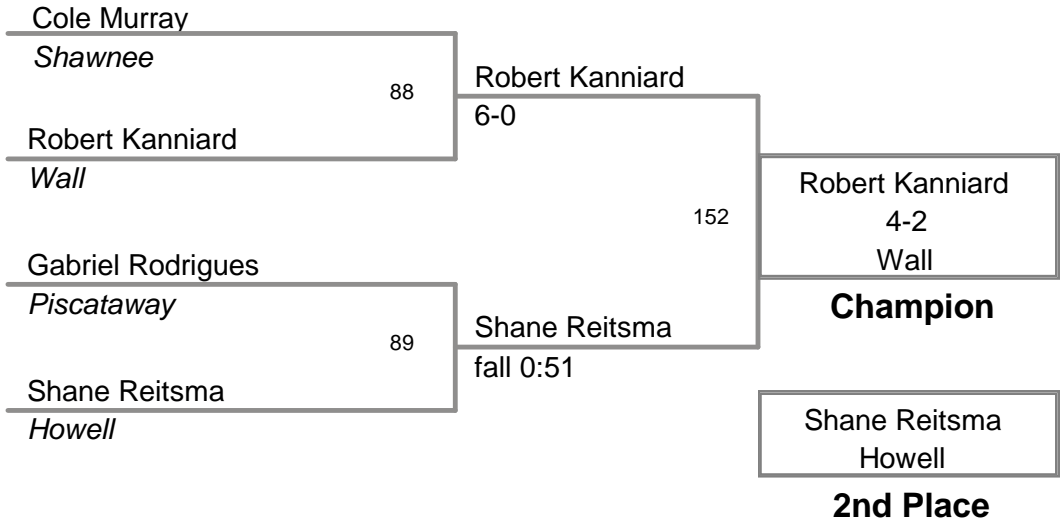 Cole Murray
Shawnee
88
Robert Kanniard
Wall
Robert Kanniard
6-0
Gabriel Rodrigues
Piscataway
89
Shane Reitsma
Howell
Shane Reitsma
fall 0:51
152
Robert Kanniard
4-2
Wall
Champion
Shane Reitsma
Howell
2nd Place